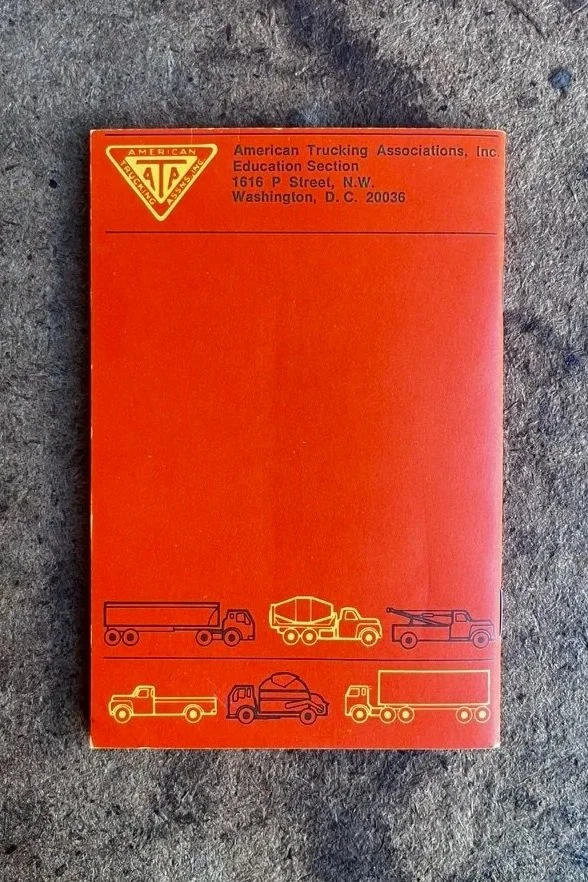 AMERICAN
TRUCKING
ASSNS. INC.
ATA
American Trucking Associations, Inc.
Education Section
1616 P Street, N.W.
Washington, D.C. 20036